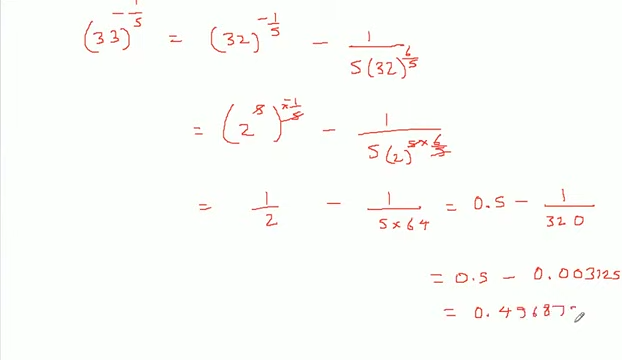 (33)^(-1/5) = (32)^(-1/5) - 1/(5(32)^(6/5))
= (2^5)^(×-1/5) - 1/(5(2)^(5×6/5))
= 1/2 - 1/(5×64) = 0.5 - 1/320
= 0.5 - 0.003125
= 0.49687